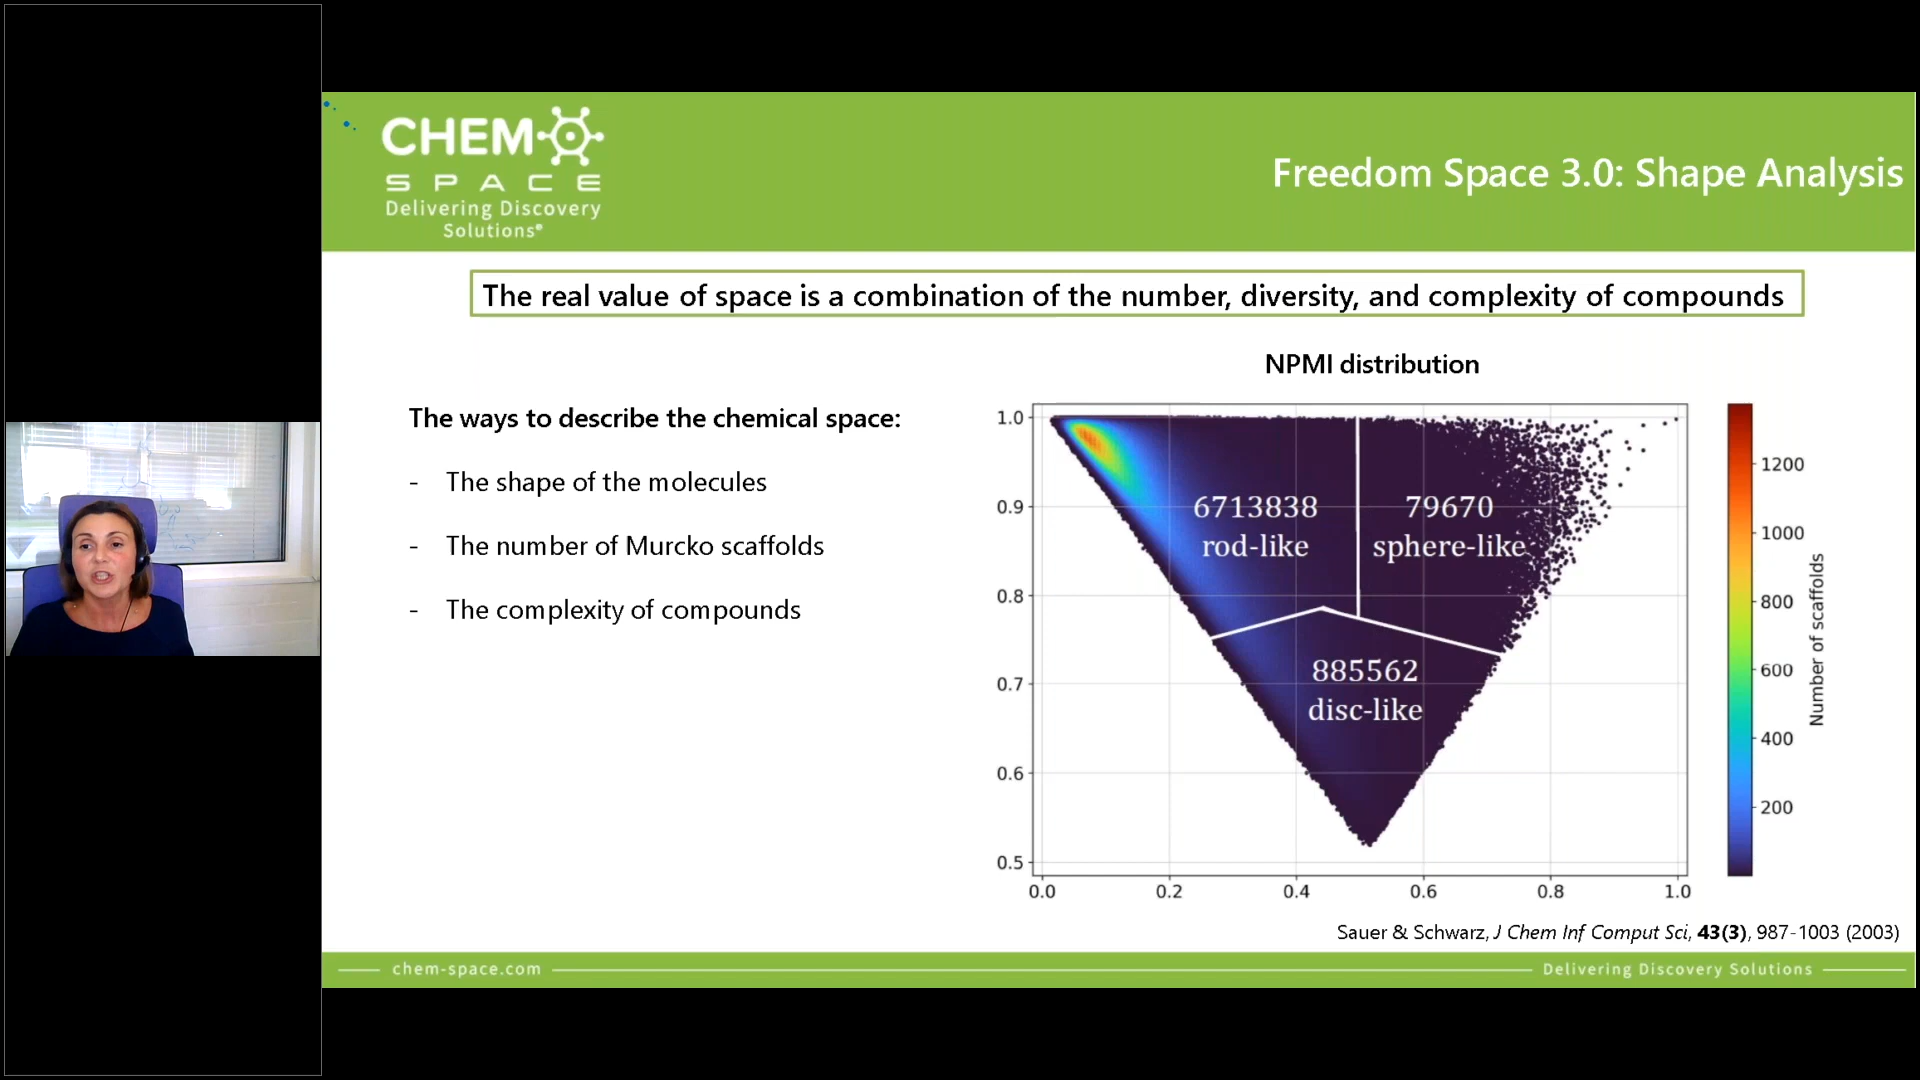 CHEM
SPACE
Delivering Discovery
Solutions®
Freedom Space 3.0: Shape Analysis
The real value of space is a combination of the number, diversity, and complexity of compounds
The ways to describe the chemical space:
- The shape of the molecules
- The number of Murcko scaffolds
- The complexity of compounds
NPMI distribution
1.0
0.9
0.8
0.7
0.6
0.5
0.0 0.2 0.4 0.6 0.8 1.0
6713838
rod-like
79670
sphere-like
885562
disc-like
1200
1000
800
600
400
200
Number of scaffolds
Sauer & Schwarz, J Chem Inf Comput Sci, 43(3), 987-1003 (2003)
chem-space.com
Delivering Discovery Solutions